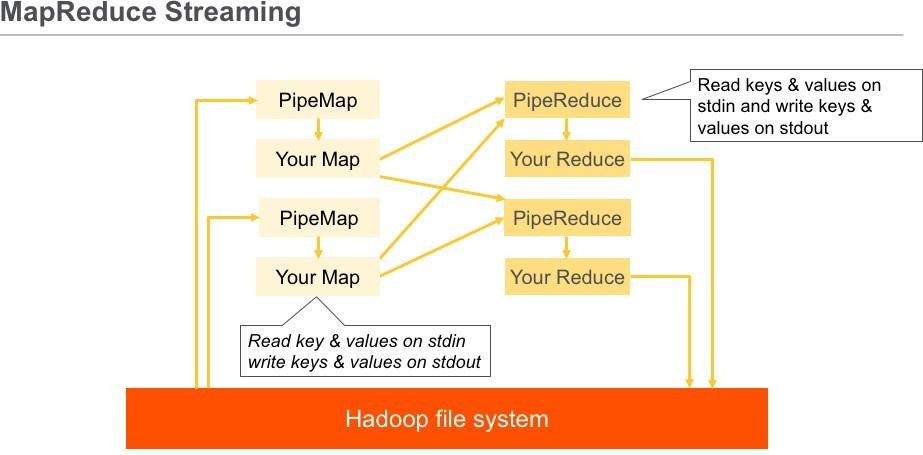 MapReduce Streaming
PipeMap
PipeReduce
Read keys & values on
stdin and write keys &
values on stdout
Your Map
Your Reduce
PipeMap
PipeReduce
Your Map
Your Reduce
Read key & values on stdin
write keys & values on stdout
Hadoop file system